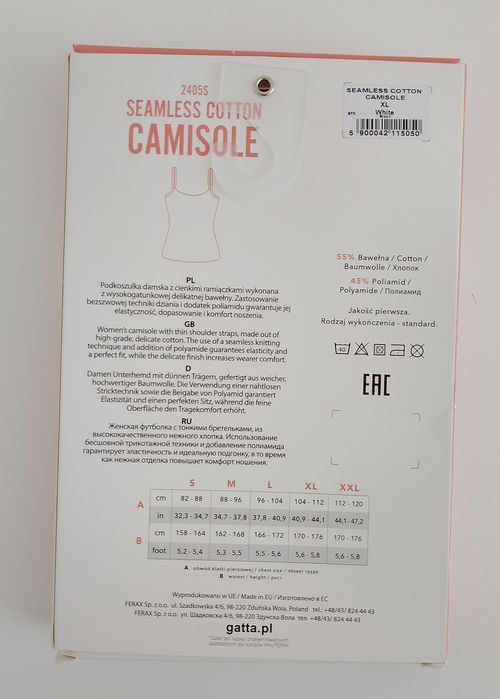 2405S
SEAMLESS COTTON
CAMISOLE
SEAMLESS COTTON
CAMISOLE
XL
White
5 900042 115050
55% Bawełna / Cotton /
Baumwolle / Хлопок
45% Poliamid /
Polyamide / Полиамид
Jakość pierwsza.
Rodzaj wykończenia - standard.
40
EAC
PL
Podkoszulka damska z cienkimi ramiączkami wykonana
z wysokogatunkowej delikatnej bawełny. Zastosowanie
bezszwowej techniki dziania i dodatek poliamidu gwarantuje jej
elastyczność, dopasowanie i komfort noszenia.
GB
Women's camisole with thin shoulder straps, made out of
high-grade, delicate cotton. The use of a seamless knitting
technique and addition of polyamide guarantees elasticity and
a perfect fit, while the delicate finish increases wearer comfort.
D
Damen Unterhemd mit dünnen Trägern, gefertigt aus weicher,
hochwertiger Baumwolle. Die Verwendung einer nahtlosen
Stricktechnik sowie die Beigabe von Polyamid garantiert
Elastizität und einen perfekten Sitz, während die feine
Oberfläche den Tragekomfort erhöht.
RU
Женская футболка с тонкими бретельками, из
высококачественного нежного хлопка. Использование
бесшовной трикотажной техники и добавление полиамида
гарантирует эластичность и идеальную подгонку, в то время
как нежная отделка повышает комфорт ношения.
S M L XL XXL
A cm 82 - 88 88 - 96 96 - 104 104 - 112 112 - 120
in 32,3 - 34,7 34,7 - 37,8 37,8 - 40,9 40,9 - 44,1 44,1- 47,2
B cm 158 - 164 162 - 168 166 - 172 170 - 176 170 - 176
foot 5,2 - 5,4 5,3 - 5,5 5,5 - 5,6 5,6 - 5,8 5,6 - 5,8
A obwód klatki piersiowej / chest size / обхват груди
B wzrost / height / рост
Wyprodukowano w UE / Made in EU / Изготовлено в ЕС
FERAX Sp. z o.o. ul. Szadkowska 4/6, 98-220 Zduńska Wola, Poland tel.: +48/43/ 824 44 43
FERAX Sp. z o.o. ул. Шадковска 4/6, 98-220 Здуньска Вола тел.: +48/43/ 824 44 43
gatta.pl
"Gatta" jest nazwą i znakiem towarowym